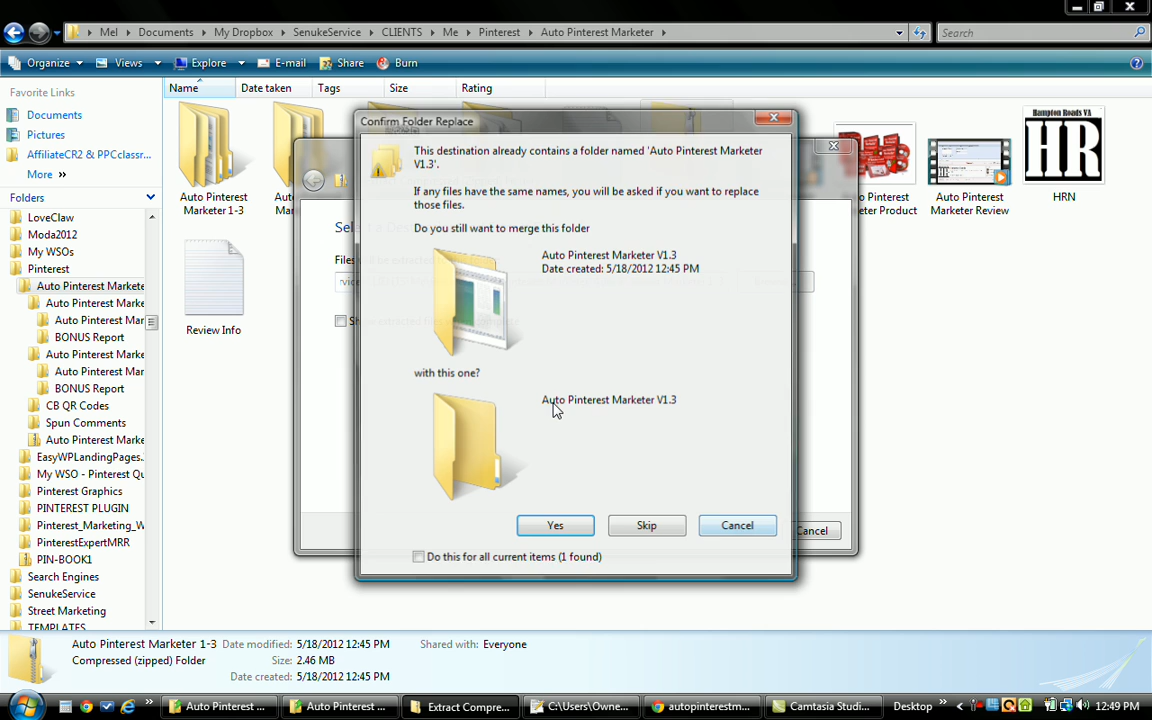 Mel ▸ Documents ▸ My Dropbox ▸ SenukeService ▸ CLIENTS ▸ Me ▸ Pinterest ▸ Auto Pinterest Marketer ▸
Search
Organize Views Explore E-mail Share Burn
Favorite Links
Documents
Pictures
AffiliateCR2 & PPCclassr...
More »
Folders
LoveClaw
Moda2012
My WSOs
Pinterest
Auto Pinterest Markete
Auto Pinterest Marke
Auto Pinterest Mar
BONUS Report
Auto Pinterest Marke
Auto Pinterest Mar
BONUS Report
CB QR Codes
Spun Comments
Auto Pinterest Marke
EasyWPLandingPages.
My WSO - Pinterest Qu
Pinterest Graphics
PINTEREST PLUGIN
Pinterest_Marketing_W
PinterestExpertMRR
PIN-BOOK1
Search Engines
SenukeService
Street Marketing
TEMPLATES
Name Date taken Tags Size Rating
Auto Pinterest
Marketer 1-3
Review Info
Confirm Folder Replace
This destination already contains a folder named 'Auto Pinterest Marketer
V1.3'.
If any files have the same names, you will be asked if you want to replace
those files.
Do you still want to merge this folder
Auto Pinterest Marketer V1.3
Date created: 5/18/2012 12:45 PM
with this one?
Auto Pinterest Marketer V1.3
Yes Skip Cancel
Do this for all current items (1 found)
Cancel
Pinterest
eter Product
Auto Pinterest
Marketer Review
Hampton Roads VA
HR
HRN
Auto Pinterest Marketer 1-3 Date modified: 5/18/2012 12:45 PM Shared with: Everyone
Compressed (zipped) Folder Size: 2.46 MB
Date created: 5/18/2012 12:45 PM
Auto Pinterest ... Auto Pinterest ... Extract Compre... C:\Users\Owne... autopinterestm... Camtasia Studi... Desktop » 12:49 PM